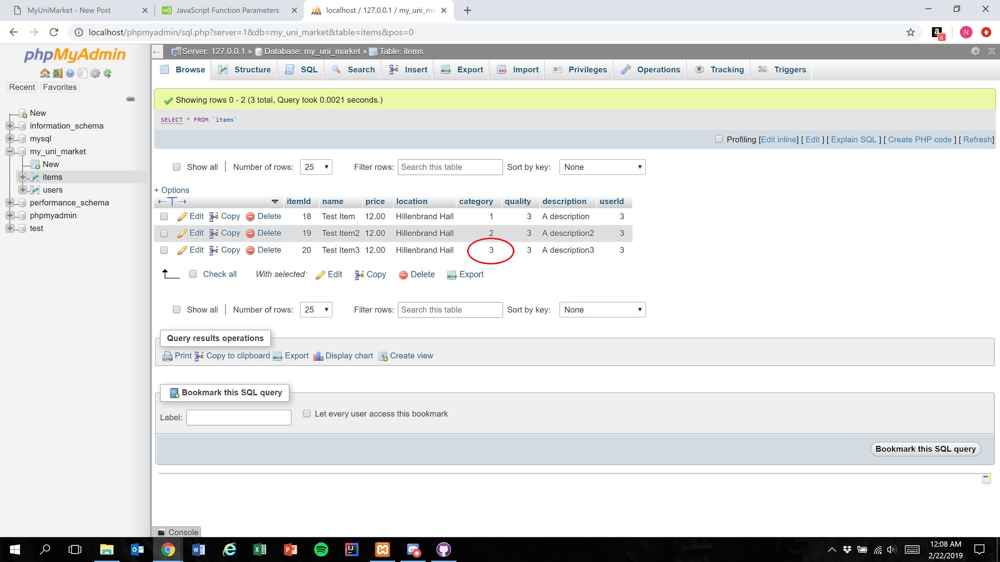 MyUniMarket - New Post
JavaScript Function Parameters
localhost / 127.0.0.1 / my_uni_ma
localhost/phpmyadmin/sql.php?server=1&db=my_uni_market&table=items&pos=0
8
N
phpMyAdmin
Recent Favorites
New
information_schema
mysql
my_uni_market
New
items
users
performance_schema
phpmyadmin
test
Server: 127.0.0.1 » Database: my_uni_market » Table: items
Browse Structure SQL Search Insert Export Import Privileges Operations Tracking Triggers
Showing rows 0 - 2 (3 total, Query took 0.0021 seconds.)
SELECT * FROM `items`
Profiling [Edit inline] [ Edit ] [ Explain SQL ] [ Create PHP code ] [ Refresh]
Show all | Number of rows: 25 Filter rows: Search this table Sort by key: None
+ Options
itemId name price location category quality description userId
Edit Copy Delete 18 Test Item 12.00 Hillenbrand Hall 1 3 A description 3
Edit Copy Delete 19 Test Item2 12.00 Hillenbrand Hall 2 3 A description2 3
Edit Copy Delete 20 Test Item3 12.00 Hillenbrand Hall 3 3 A description3 3
Check all With selected: Edit Copy Delete Export
Show all | Number of rows: 25 Filter rows: Search this table Sort by key: None
Query results operations
Print Copy to clipboard Export Display chart Create view
Bookmark this SQL query
Label: Let every user access this bookmark
Bookmark this SQL query
Console
12:08 AM
2/22/2019